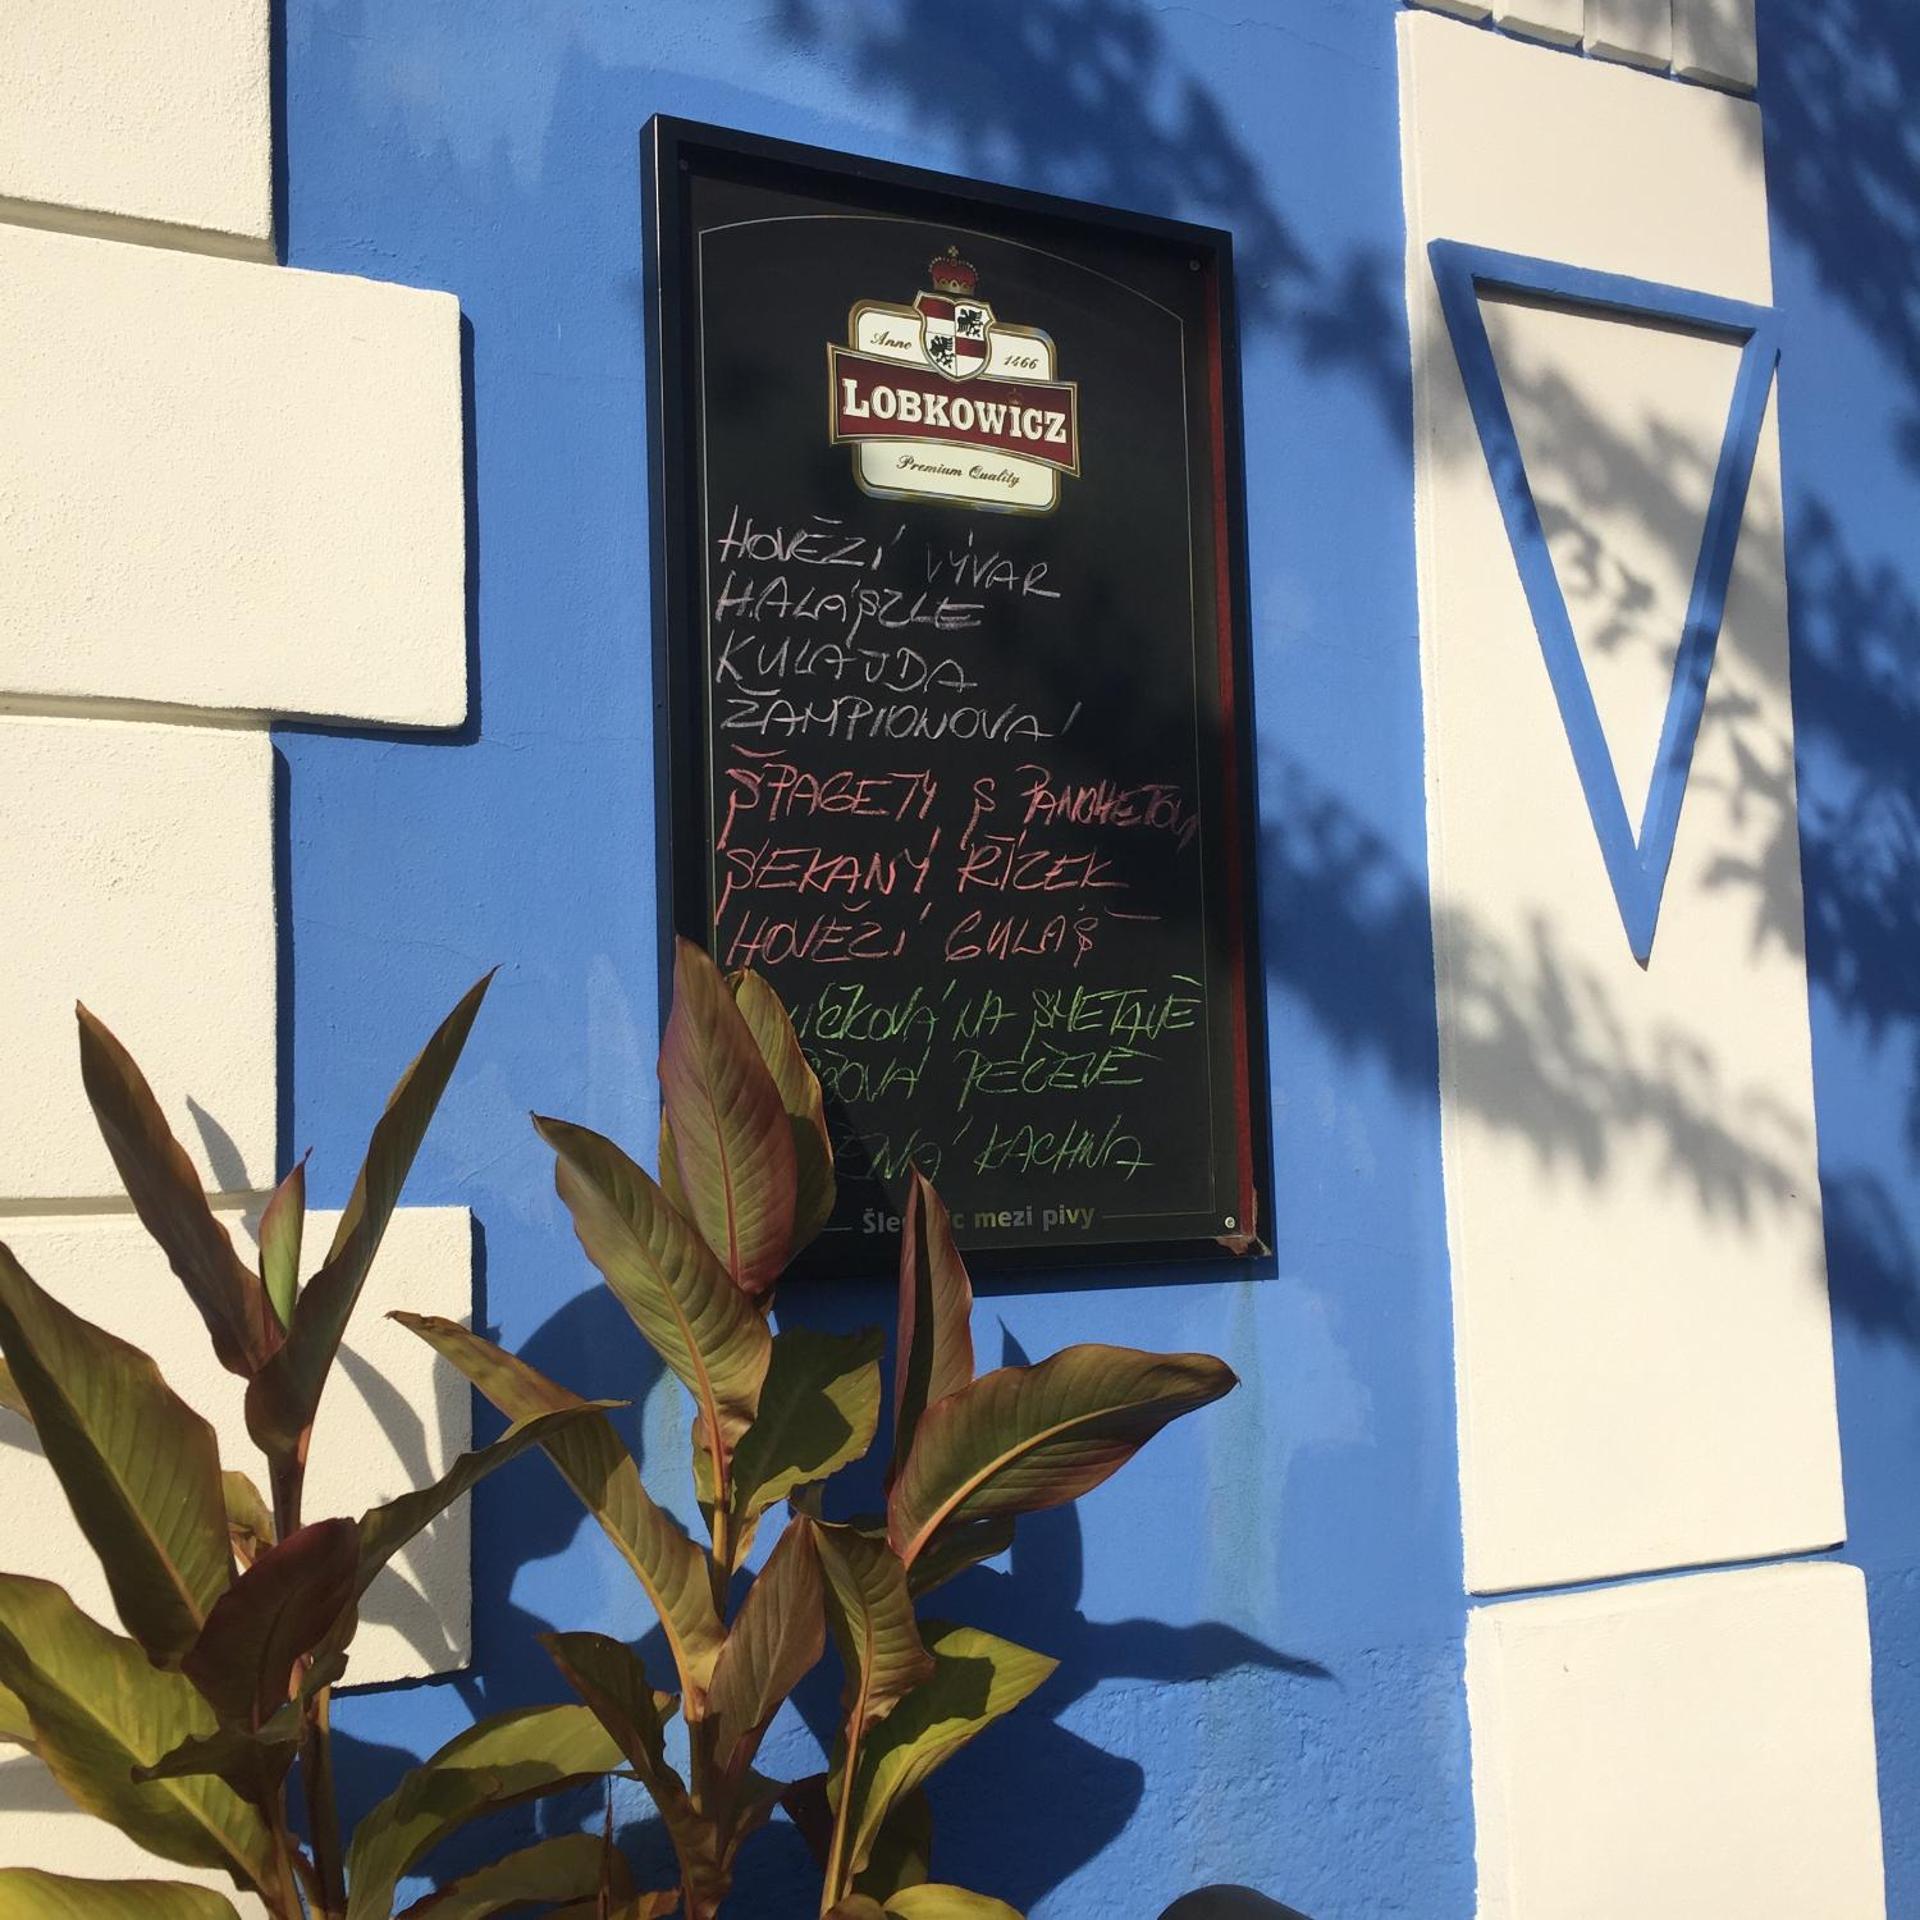 Anno 1466
LOBKOWICZ
Premium Quality
HOVĚZÍ VÝVAR
HALÁSZLE
KULAJDA
ŽAMPIONOVÁ
ŠPAGETY S PANCHETOU
SEKANÝ ŘÍZEK
HOVĚZÍ GULÁŠ
NA SMETANĚ
PEČENĚ
KACHNA
mezi pivy